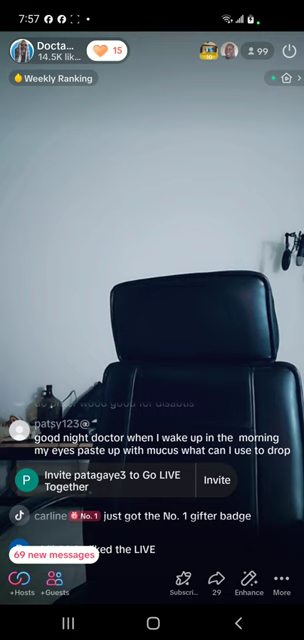 7:57
Docta...
14.5K lik...
15
99
Weekly Ranking
patsy123@
good night doctor when I wake up in the morning
my eyes paste up with mucus what can I use to drop
P
Invite patagaye3 to Go LIVE
Together
Invite
carline No. 1 just got the No. 1 gifter badge
69 new messages
ked the LIVE
+Hosts
+Guests
Subscri...
29
Enhance
More